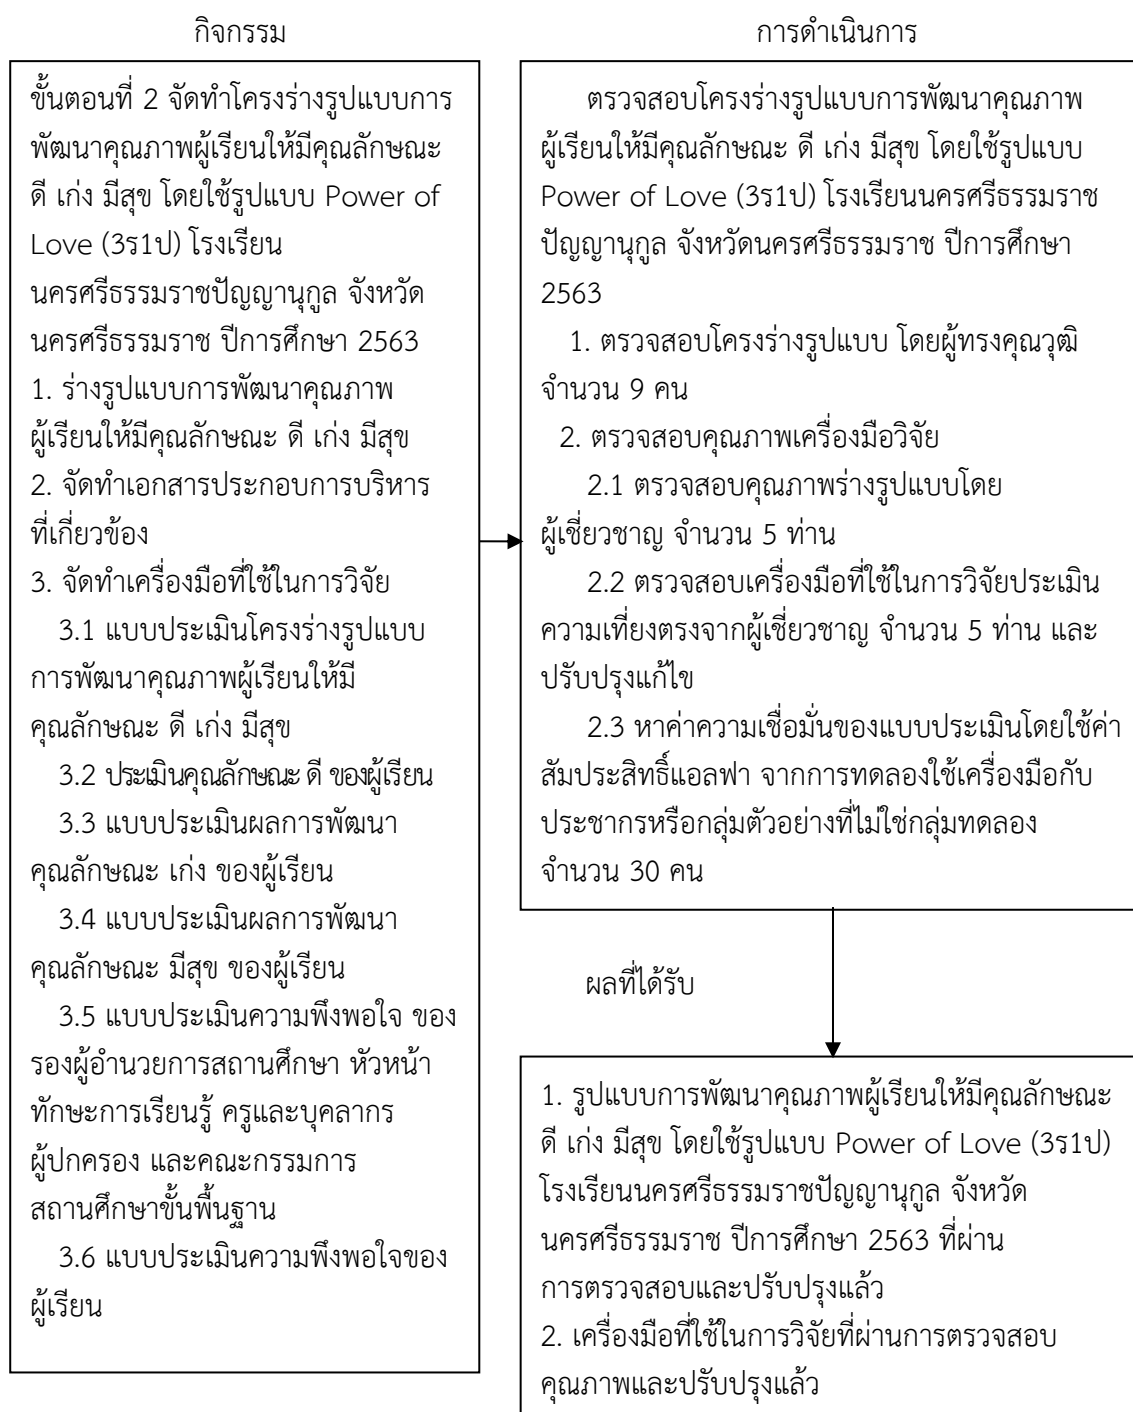 กิจกรรม
ขั้นตอนที่ 2 จัดทำโครงร่างรูปแบบการ
พัฒนาคุณภาพผู้เรียนให้มีคุณลักษณะ
ดี เก่ง มีสุข โดยใช้รูปแบบ Power of
Love (3ร1ป) โรงเรียน
นครศรีธรรมราชปัญญานุกูล จังหวัด
นครศรีธรรมราช ปีการศึกษา 2563
1. ร่างรูปแบบการพัฒนาคุณภาพ
ผู้เรียนให้มีคุณลักษณะ ดี เก่ง มีสุข
2. จัดทำเอกสารประกอบการบริหาร
ที่เกี่ยวข้อง
3. จัดทำเครื่องมือที่ใช้ในการวิจัย
3.1 แบบประเมินโครงร่างรูปแบบ
การพัฒนาคุณภาพผู้เรียนให้มี
คุณลักษณะ ดี เก่ง มีสุข
3.2 ประเมินคุณลักษณะ ดี ของผู้เรียน
3.3 แบบประเมินผลการพัฒนา
คุณลักษณะ เก่ง ของผู้เรียน
3.4 แบบประเมินผลการพัฒนา
คุณลักษณะ มีสุข ของผู้เรียน
3.5 แบบประเมินความพึงพอใจ ของ
รองผู้อำนวยการสถานศึกษา หัวหน้า
ทักษะการเรียนรู้ ครูและบุคลากร
ผู้ปกครอง และคณะกรรมการ
สถานศึกษาขั้นพื้นฐาน
3.6 แบบประเมินความพึงพอใจของ
ผู้เรียน
การดำเนินการ
ตรวจสอบโครงร่างรูปแบบการพัฒนาคุณภาพ
ผู้เรียนให้มีคุณลักษณะ ดี เก่ง มีสุข โดยใช้รูปแบบ
Power of Love (3ร1ป) โรงเรียนนครศรีธรรมราช
ปัญญานุกูล จังหวัดนครศรีธรรมราช ปีการศึกษา
2563
1. ตรวจสอบโครงร่างรูปแบบ โดยผู้ทรงคุณวุฒิ
จำนวน 9 คน
2. ตรวจสอบคุณภาพเครื่องมือวิจัย
2.1 ตรวจสอบคุณภาพร่างรูปแบบโดย
ผู้เชี่ยวชาญ จำนวน 5 ท่าน
2.2 ตรวจสอบเครื่องมือที่ใช้ในการวิจัยประเมิน
ความเที่ยงตรงจากผู้เชี่ยวชาญ จำนวน 5 ท่าน และ
ปรับปรุงแก้ไข
2.3 หาค่าความเชื่อมั่นของแบบประเมินโดยใช้ค่า
สัมประสิทธิ์แอลฟา จากการทดลองใช้เครื่องมือกับ
ประชากรหรือกลุ่มตัวอย่างที่ไม่ใช่กลุ่มทดลอง
จำนวน 30 คน
ผลที่ได้รับ
1. รูปแบบการพัฒนาคุณภาพผู้เรียนให้มีคุณลักษณะ
ดี เก่ง มีสุข โดยใช้รูปแบบ Power of Love (3ร1ป)
โรงเรียนนครศรีธรรมราชปัญญานุกูล จังหวัด
นครศรีธรรมราช ปีการศึกษา 2563 ที่ผ่าน
การตรวจสอบและปรับปรุงแล้ว
2. เครื่องมือที่ใช้ในการวิจัยที่ผ่านการตรวจสอบ
คุณภาพและปรับปรุงแล้ว